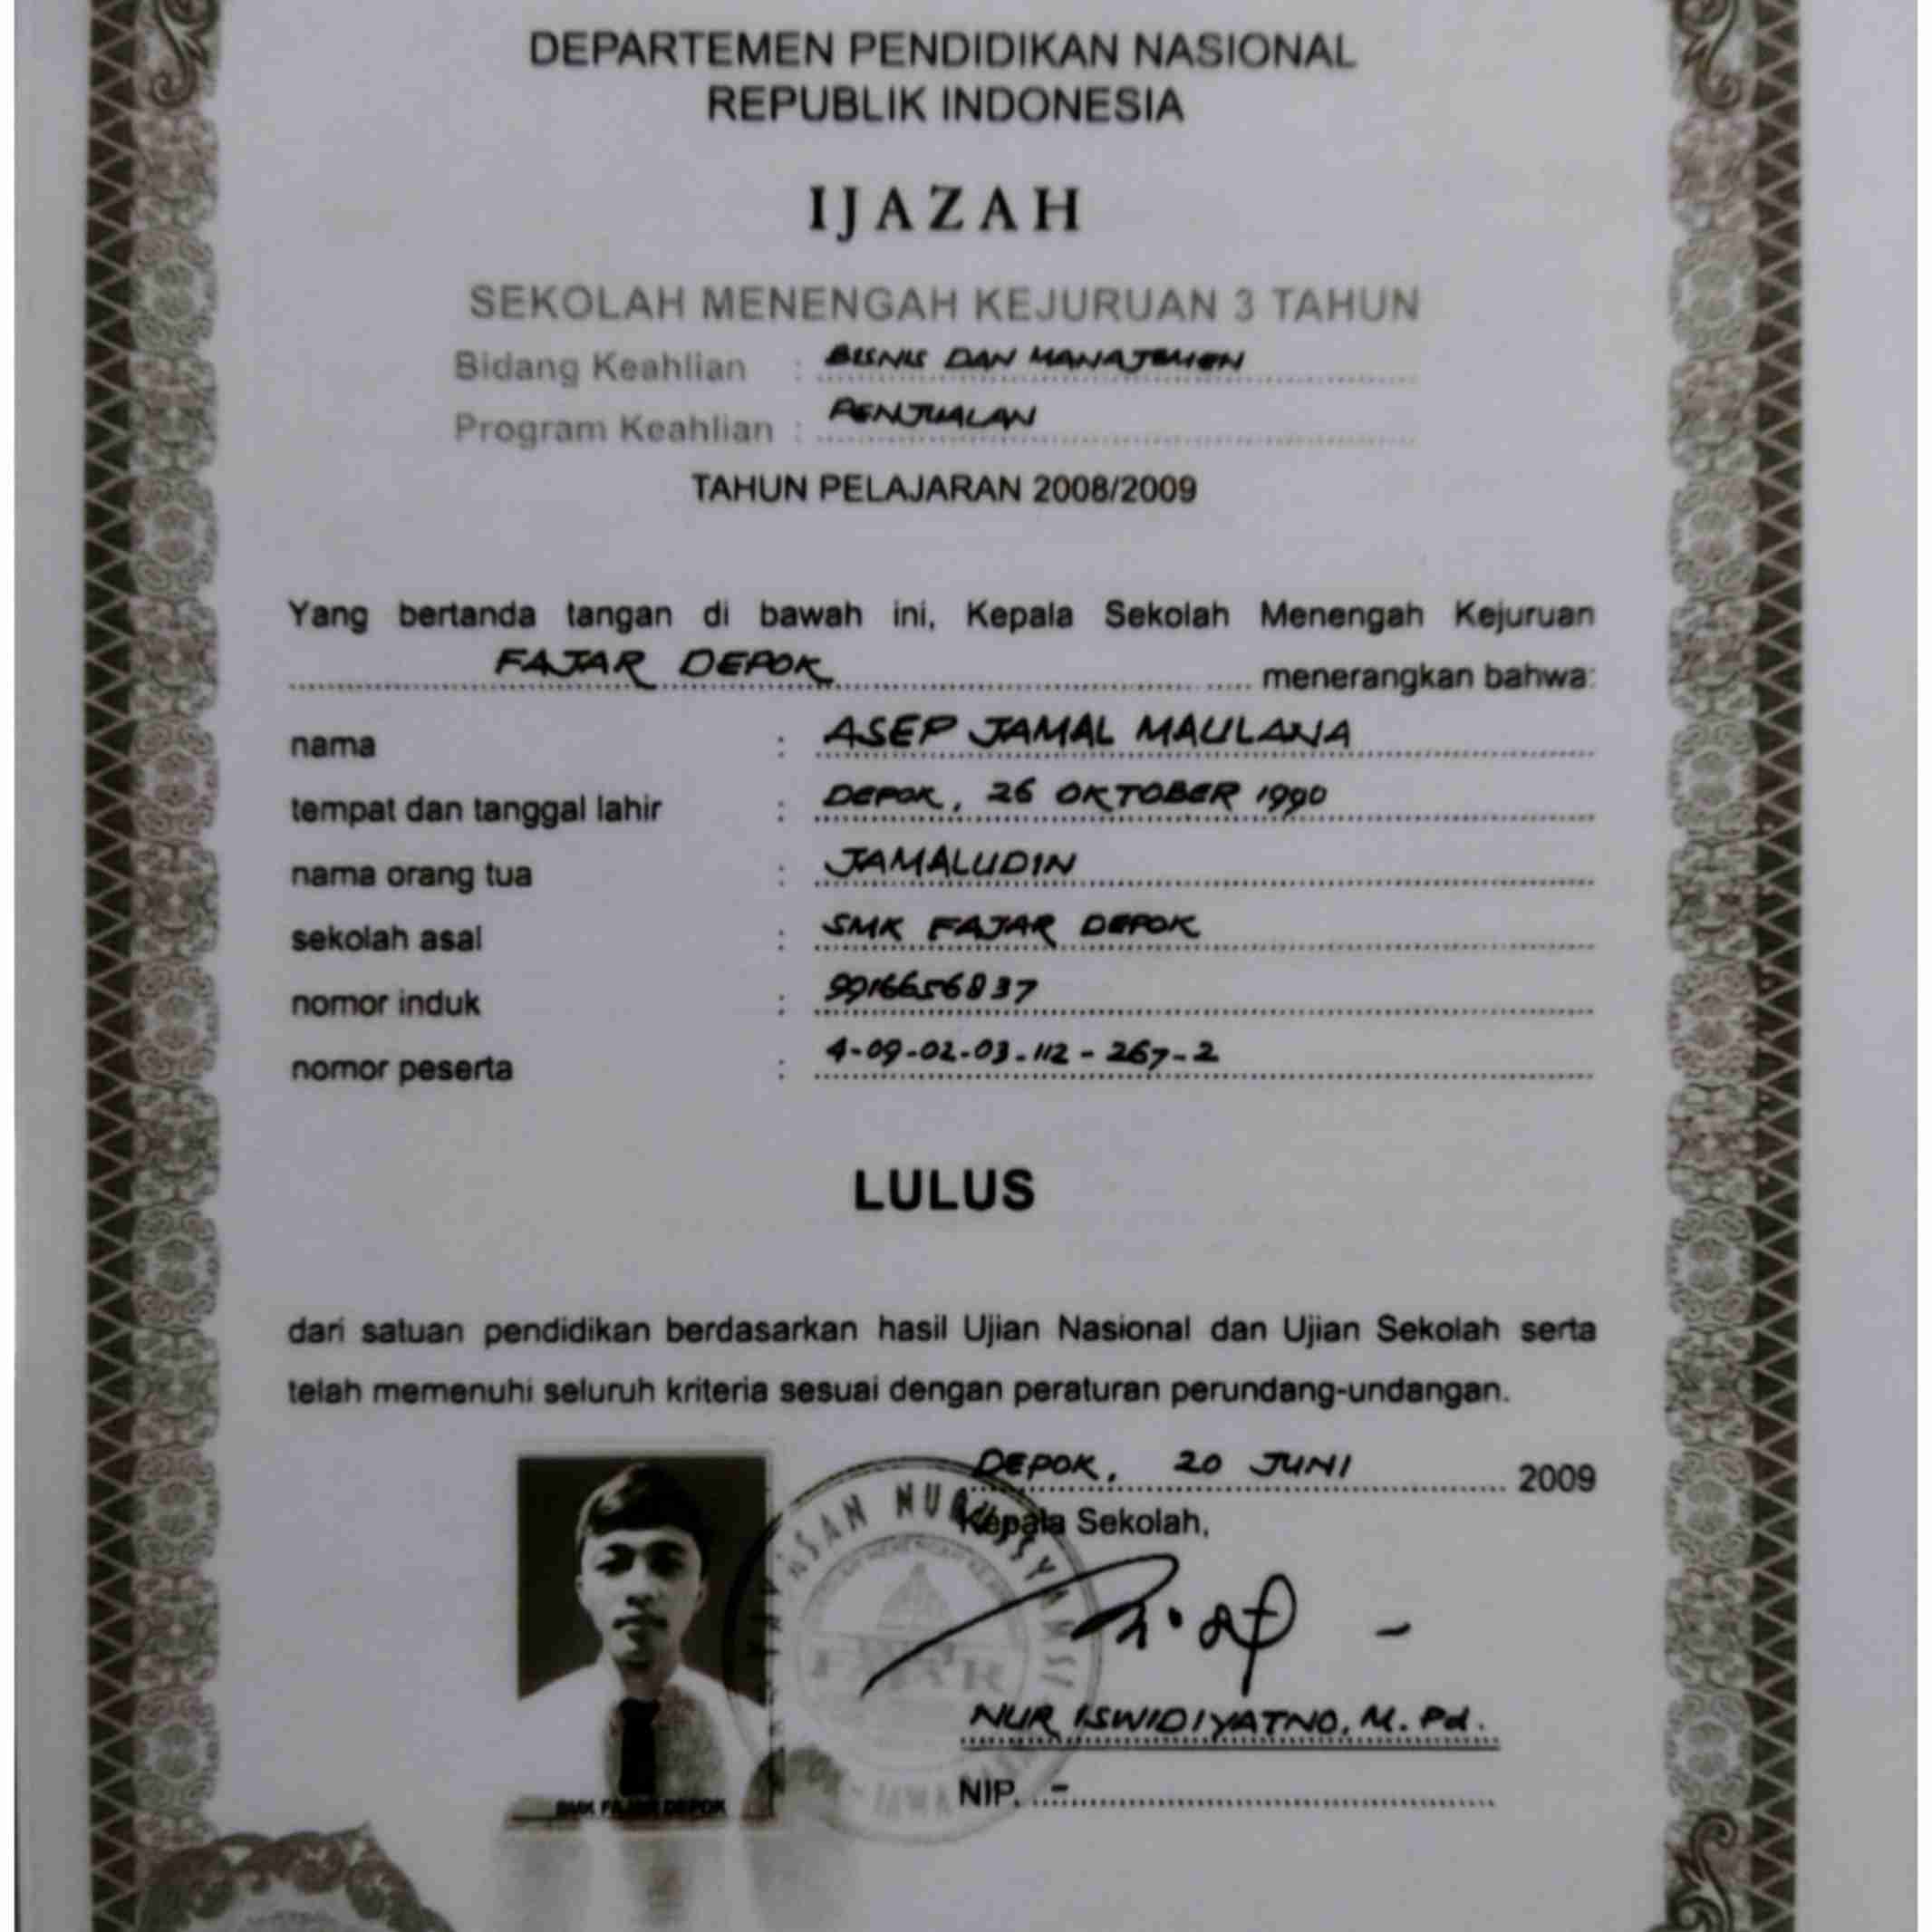 DEPARTEMEN PENDIDIKAN NASIONAL
REPUBLIK INDONESIA
IJAZAH
SEKOLAH MENENGAH KEJURUAN 3 TAHUN
Bidang Keahlian : BISNIS DAN MANAJEMEN
Program Keahlian : PENJUALAN
TAHUN PELAJARAN 2008/2009
Yang bertanda tangan di bawah ini, Kepala Sekolah Menengah Kejuruan
FAJAR DEPOK menerangkan bahwa:
nama : ASEP JAMAL MAULANA
tempat dan tanggal lahir : DEPOK, 26 OKTOBER 1990
nama orang tua : JAMALUDIN
sekolah asal : SMK FAJAR DEPOK
nomor induk : 9916656837
nomor peserta : 4-09-02-03-112-267-2
LULUS
dari satuan pendidikan berdasarkan hasil Ujian Nasional dan Ujian Sekolah serta
telah memenuhi seluruh kriteria sesuai dengan peraturan perundang-undangan.
DEPOK, 20 JUNI 2009
Kepala Sekolah,
YAYASAN NURUSSYAMSI
FAJAR
NUR ISWIDIYATNO, M.Pd.
NIP. -
SMK FAJAR DEPOK